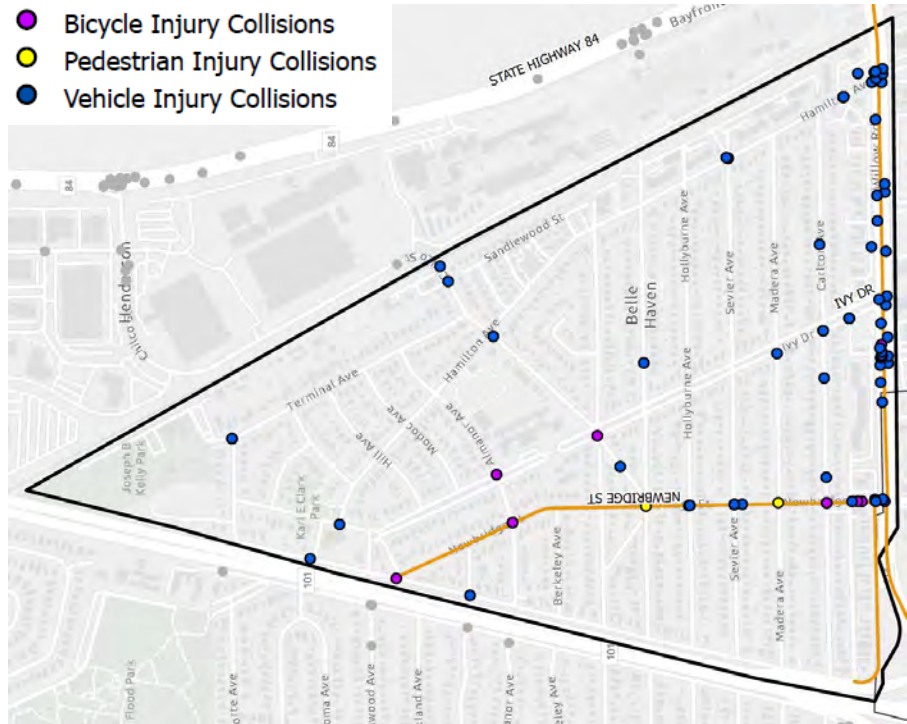 Bicycle Injury Collisions
Pedestrian Injury Collisions
Vehicle Injury Collisions
Bayfront
STATE HIGHWAY 84
84
84
Hamilton Ave
Willow Rd
Sandlewood St
Hollyburne Ave
Sevier Ave
Madera Ave
Carlton Ave
Belle
Haven
IVY DR
Ivy Dr
Chilco
Hamilton Ave
Terminal Ave
Hill Ave
Modoc Ave
Almanor Ave
Hollyburne Ave
Joseph B
Kelly Park
Karl E Clark
Park
NEWBRIDGE ST
St
Berkeley Ave
Sevier Ave
Madera Ave
101
101
Flood Park